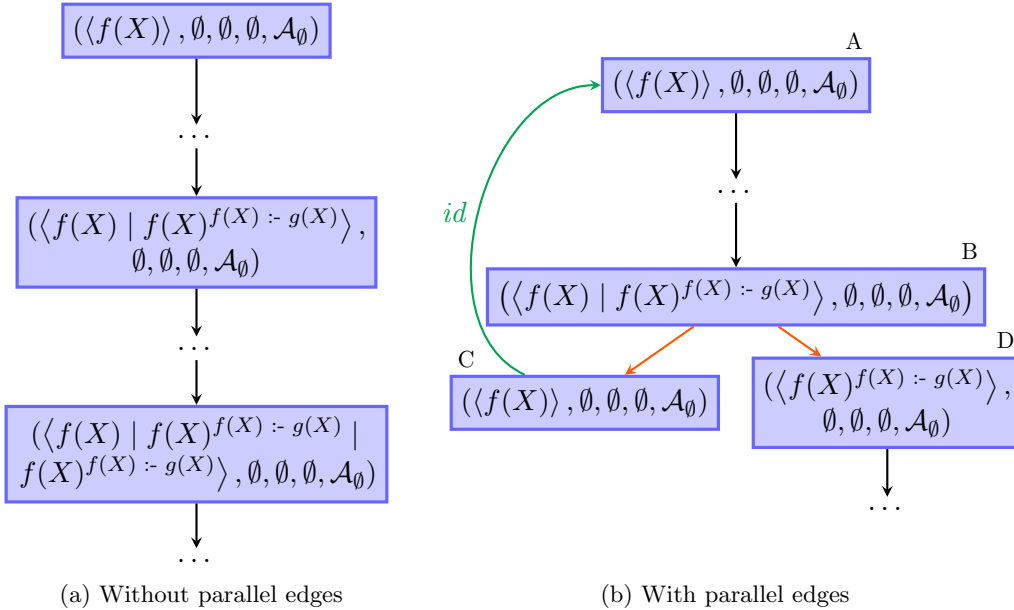 (⟨f(X)⟩, ∅, ∅, ∅, 𝒜_∅)
...
(⟨f(X) | f(X)^{f(X) :- g(X)}⟩,
∅, ∅, ∅, 𝒜_∅)
...
(⟨f(X) | f(X)^{f(X) :- g(X)} |
f(X)^{f(X) :- g(X)}⟩, ∅, ∅, ∅, 𝒜_∅)
...
(a) Without parallel edges
A
(⟨f(X)⟩, ∅, ∅, ∅, 𝒜_∅)
...
id
B
(⟨f(X) | f(X)^{f(X) :- g(X)}⟩, ∅, ∅, ∅, 𝒜_∅)
C
(⟨f(X)⟩, ∅, ∅, ∅, 𝒜_∅)
D
(⟨f(X)^{f(X) :- g(X)}⟩,
∅, ∅, ∅, 𝒜_∅)
...
(b) With parallel edges